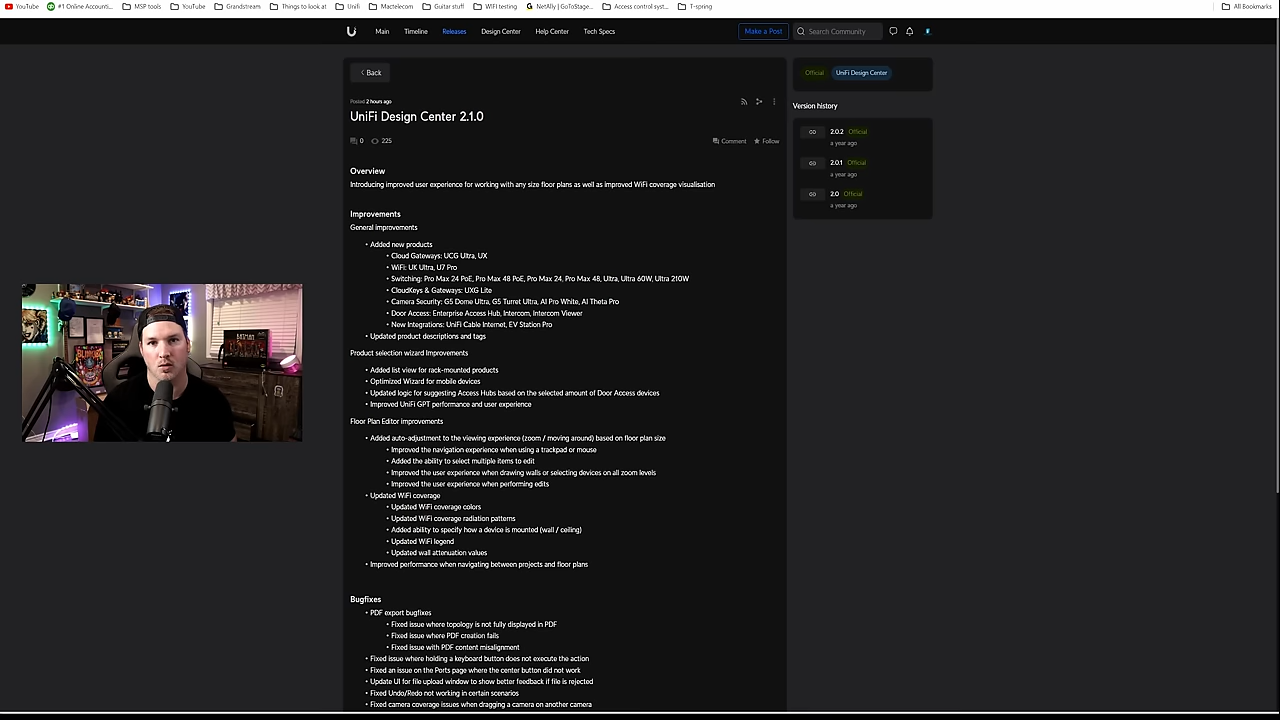 YouTube
#1 Online Accounti...
MSP tools
YouTube
Grandstream
Things to look at
Unifi
Mactelecom
Guitar stuff
WIFI testing
NetAlly | GoToStage...
Access control syst...
T-spring
All Bookmarks
Main
Timeline
Releases
Design Center
Help Center
Tech Specs
Make a Post
Search Community
Back
Official
UniFi Design Center
Posted 2 hours ago
UniFi Design Center 2.1.0
0
225
Comment
Follow
Version history
2.0.2 Official
a year ago
2.0.1 Official
a year ago
2.0 Official
a year ago
Overview
Introducing improved user experience for working with any size floor plans as well as improved WiFi coverage visualisation
Improvements
General improvements
• Added new products
• Cloud Gateways: UCG Ultra, UX
• WiFi: UK Ultra, U7 Pro
• Switching: Pro Max 24 PoE, Pro Max 48 PoE, Pro Max 24, Pro Max 48, Ultra, Ultra 60W, Ultra 210W
• CloudKeys & Gateways: UXG Lite
• Camera Security: G5 Dome Ultra, G5 Turret Ultra, AI Pro White, AI Theta Pro
• Door Access: Enterprise Access Hub, Intercom, Intercom Viewer
• New Integrations: UniFi Cable Internet, EV Station Pro
• Updated product descriptions and tags
Product selection wizard Improvements
• Added list view for rack-mounted products
• Optimized Wizard for mobile devices
• Updated logic for suggesting Access Hubs based on the selected amount of Door Access devices
• Improved UniFi GPT performance and user experience
Floor Plan Editor improvements
• Added auto-adjustment to the viewing experience (zoom / moving around) based on floor plan size
• Improved the navigation experience when using a trackpad or mouse
• Added the ability to select multiple items to edit
• Improved the user experience when drawing walls or selecting devices on all zoom levels
• Improved the user experience when performing edits
• Updated WiFi coverage
• Updated WiFi coverage colors
• Updated WiFi coverage radiation patterns
• Added ability to specify how a device is mounted (wall / ceiling)
• Updated WiFi legend
• Updated wall attenuation values
• Improved performance when navigating between projects and floor plans
Bugfixes
• PDF export bugfixes
• Fixed issue where topology is not fully displayed in PDF
• Fixed issue where PDF creation fails
• Fixed issue with PDF content misalignment
• Fixed issue where holding a keyboard button does not execute the action
• Fixed an issue on the Ports page where the center button did not work
• Update UI for file upload window to show better feedback if file is rejected
• Fixed Undo/Redo not working in certain scenarios
• Fixed camera coverage issues when dragging a camera on another camera